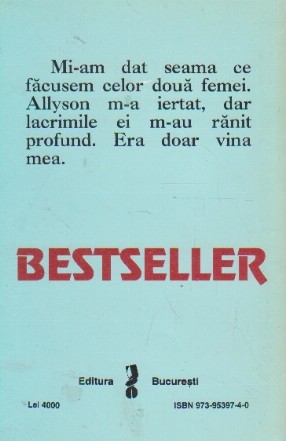 Mi-am dat seama ce
făcusem celor două femei.
Allyson m-a iertat, dar
lacrimile ei m-au rănit
profund. Era doar vina
mea.
BESTSELLER
Editura București
Lei 4000 ISBN 973-95397-4-0